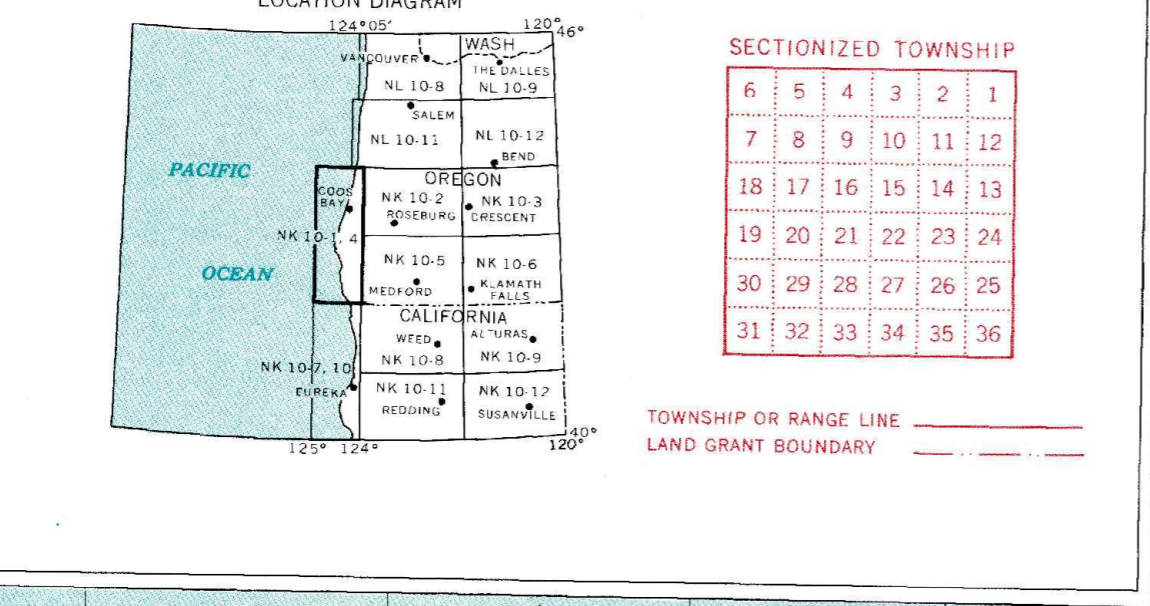 LOCATION DIAGRAM
124°05′ 120°
46°
WASH
VANCOUVER
THE DALLES
NL 10-8 NL 10-9
SALEM
NL 10-11 NL 10-12
BEND
PACIFIC
OREGON
COOS
BAY
NK 10-2 NK 10-3
ROSEBURG CRESCENT
NK 10-1, 4
OCEAN
NK 10-5 NK 10-6
MEDFORD KLAMATH
FALLS
CALIFORNIA
WEED ALTURAS
NK 10-8 NK 10-9
NK 10-7, 10
EUREKA
NK 10-11 NK 10-12
REDDING SUSANVILLE
40°
125° 124° 120°
SECTIONIZED TOWNSHIP
6 5 4 3 2 1
7 8 9 10 11 12
18 17 16 15 14 13
19 20 21 22 23 24
30 29 28 27 26 25
31 32 33 34 35 36
TOWNSHIP OR RANGE LINE
LAND GRANT BOUNDARY